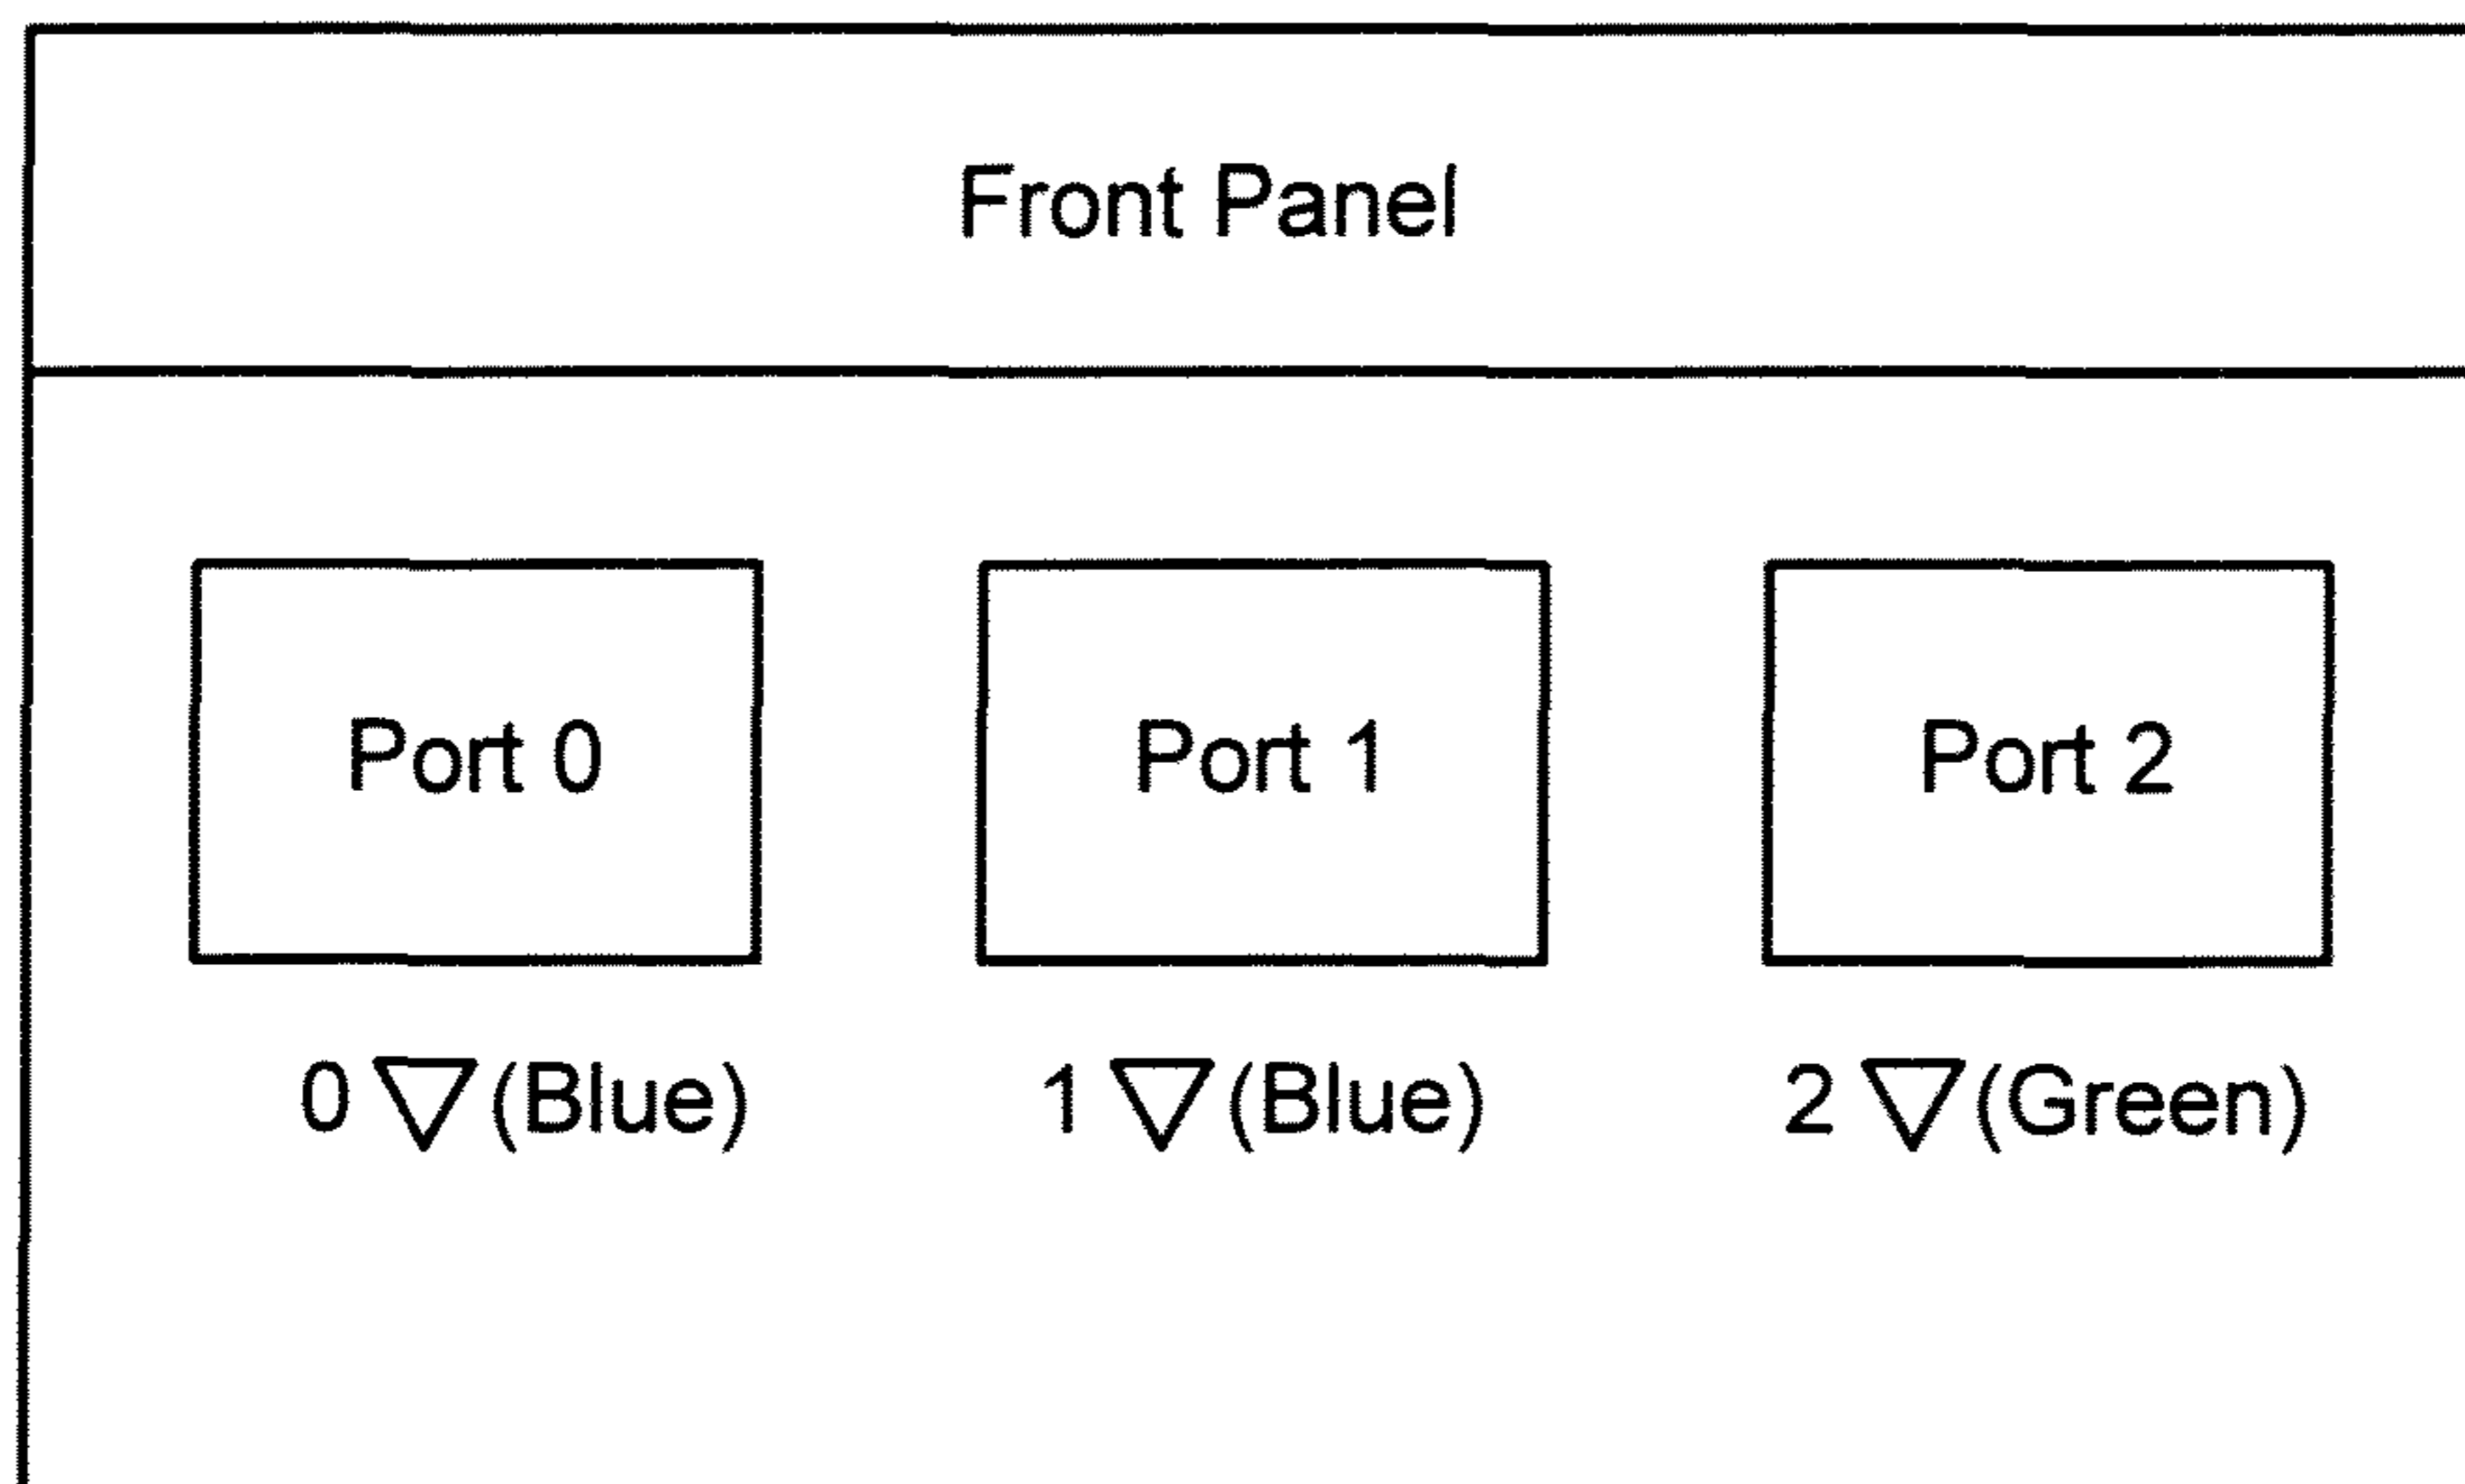 Front Panel
Port 0 Port 1 Port 2
0 ▽(Blue) 1 ▽(Blue) 2 ▽(Green)